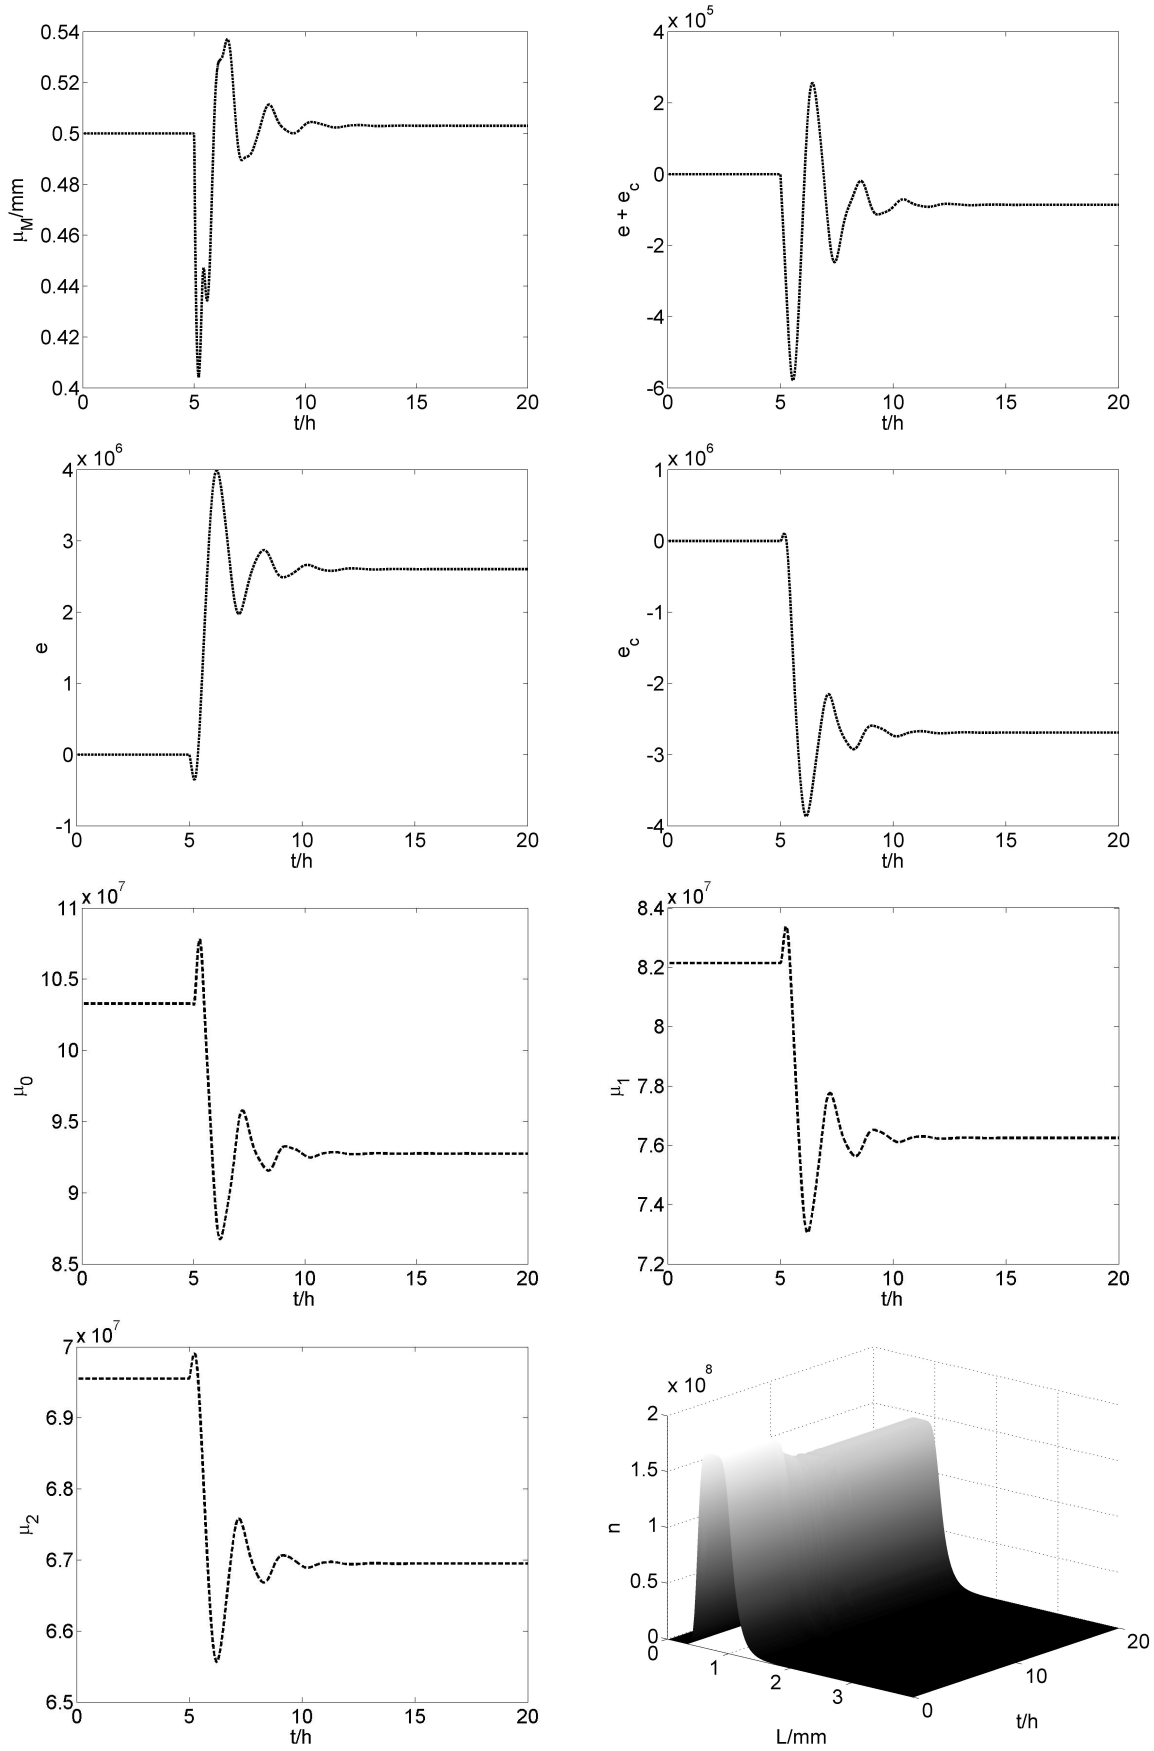 0.54
0.52
0.5
0.48
0.46
0.44
0.42
0.4
μM/mm
0 5 10 15 20
t/h
x 10^5
4
2
0
-2
-4
-6
e + ec
0 5 10 15 20
t/h
x 10^6
4
3
2
1
0
-1
e
0 5 10 15 20
t/h
x 10^6
1
0
-1
-2
-3
-4
ec
0 5 10 15 20
t/h
x 10^7
11
10.5
10
9.5
9
8.5
μ0
0 5 10 15 20
t/h
x 10^7
8.4
8.2
8
7.8
7.6
7.4
7.2
μ1
0 5 10 15 20
t/h
x 10^7
7
6.9
6.8
6.7
6.6
6.5
μ2
0 5 10 15 20
t/h
x 10^8
2
1.5
1
0.5
0
n
0 1 2 3
L/mm
0 10 20
t/h